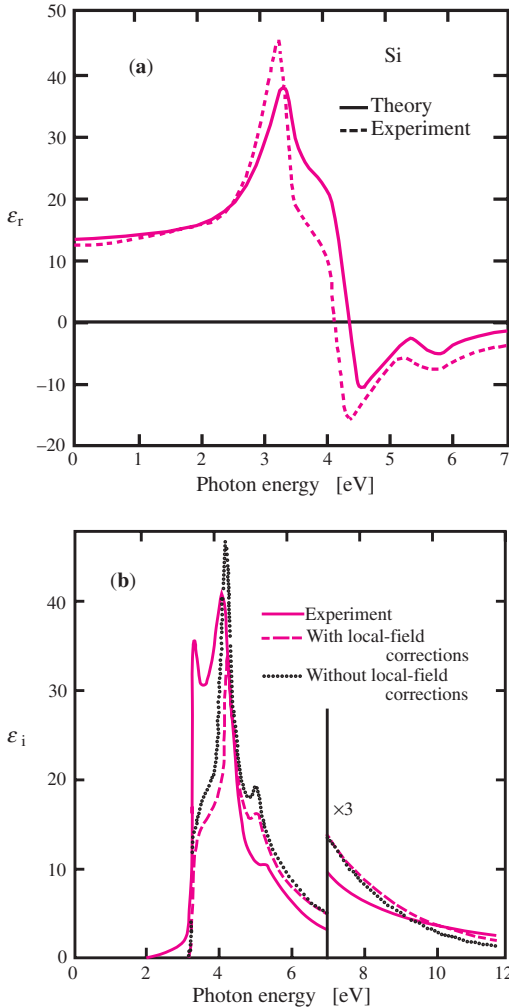 50
(a)
Si
40
Theory
Experiment
30
20
εr
10
0
−10
−20
0 1 2 3 4 5 6 7
Photon energy [eV]
(b)
40
Experiment
With local-field
corrections
Without local-field
corrections
30
εi
20
×3
10
0
0 2 4 6 8 10 12
Photon energy [eV]